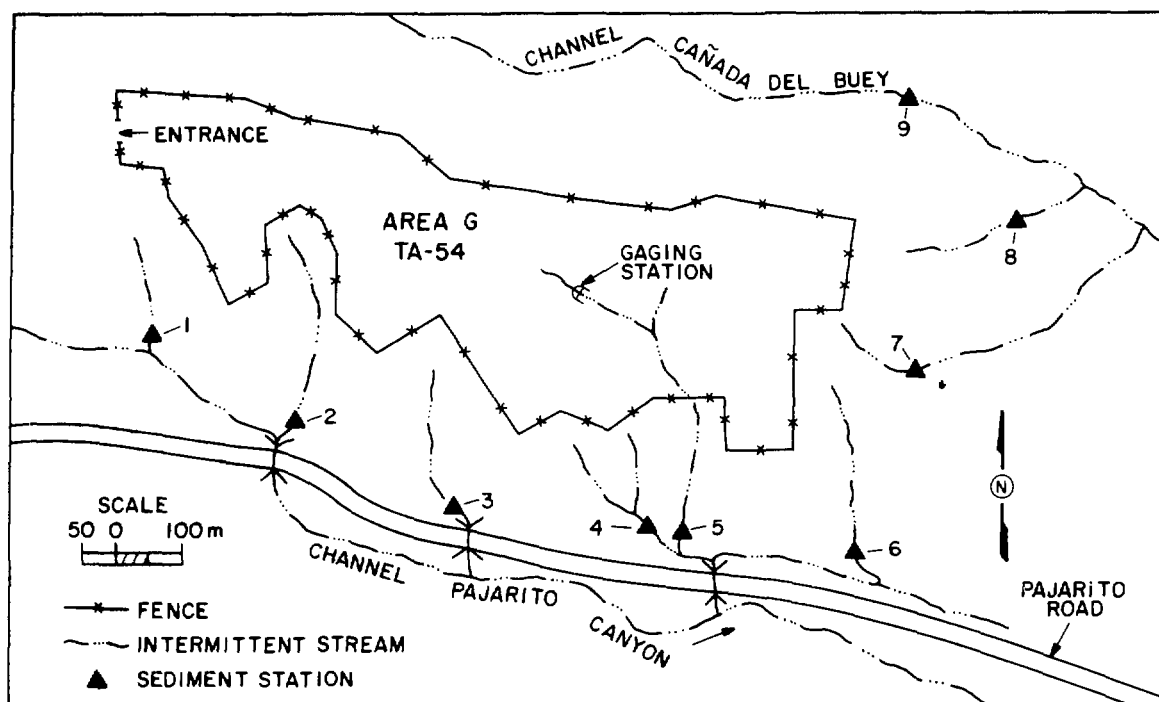 CHANNEL
CAÑADA
DEL BUEY
9
ENTRANCE
AREA G
TA-54
GAGING
STATION
8
1
7
2
N
SCALE
50 0 100 m
3
4
5
6
CHANNEL
PAJARITO
CANYON
PAJARITO
ROAD
FENCE
INTERMITTENT STREAM
SEDIMENT STATION